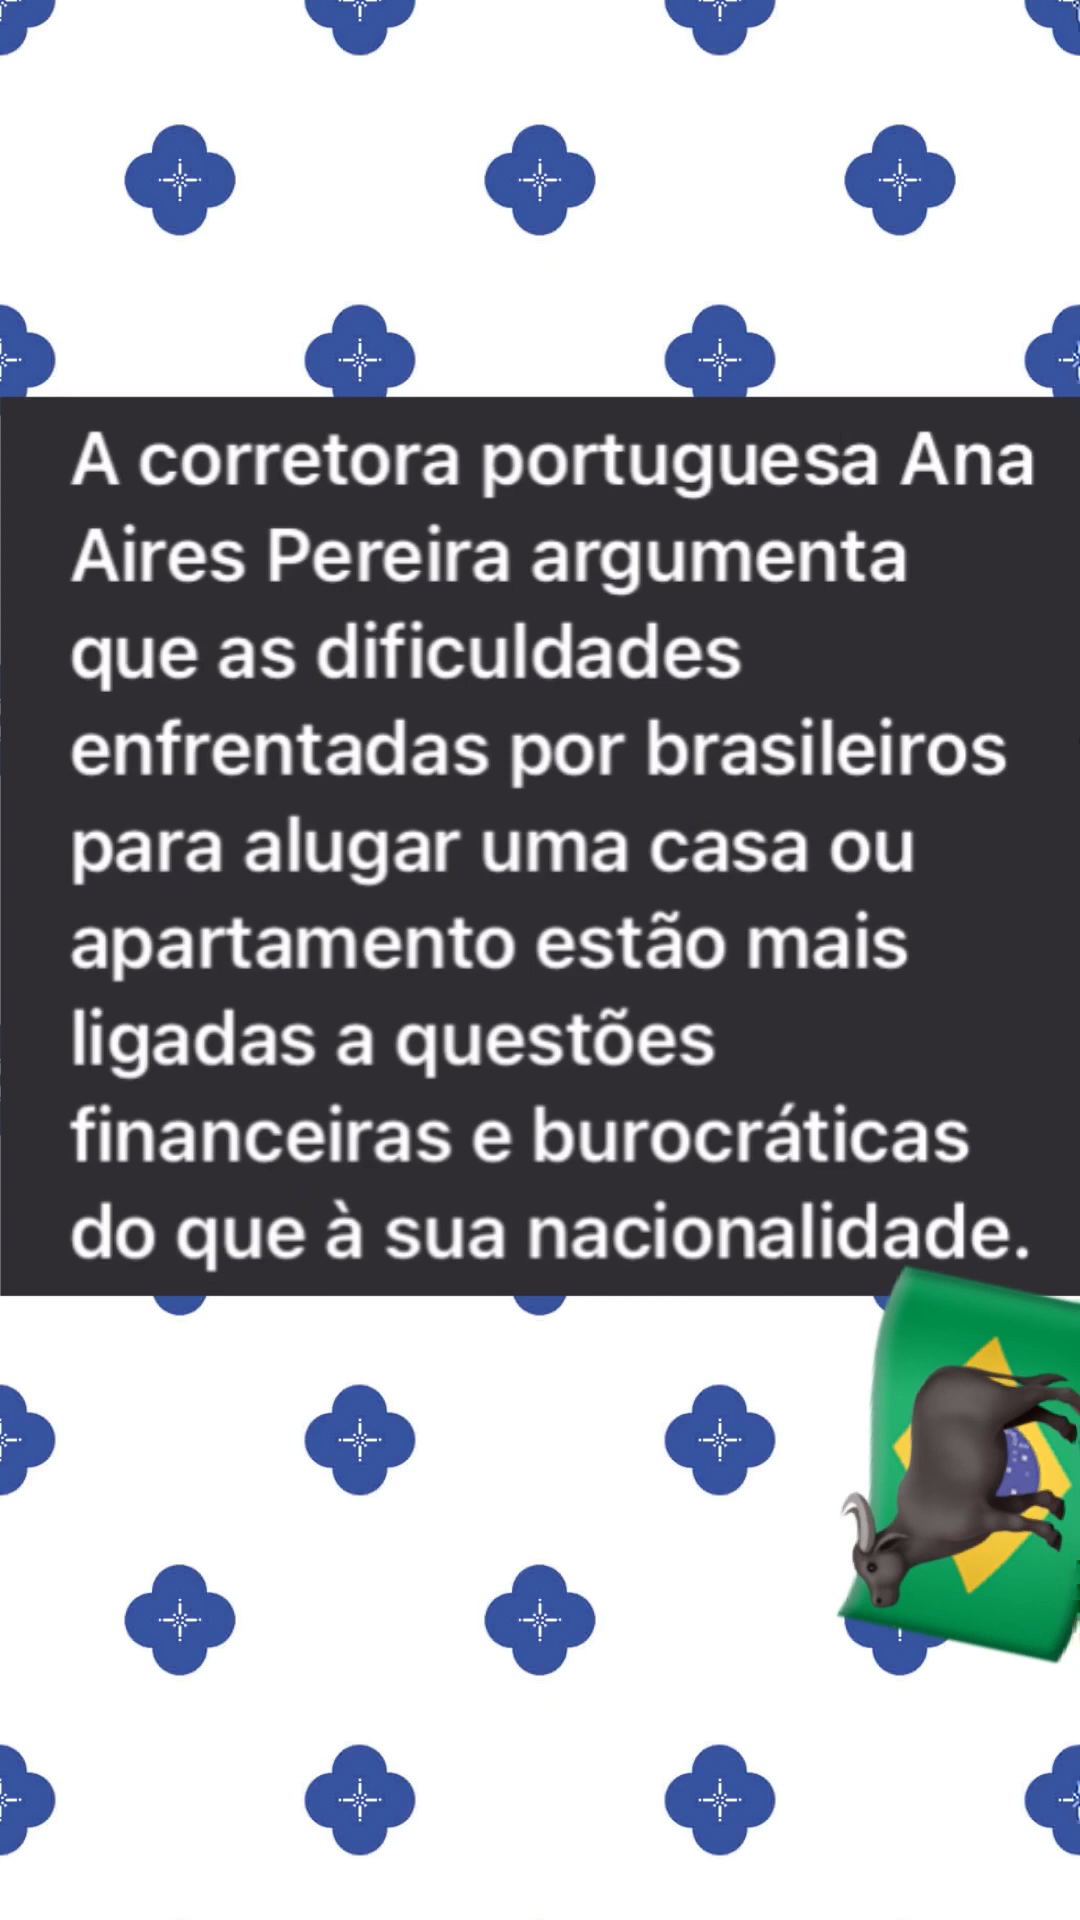 A corretora portuguesa Ana
Aires Pereira argumenta
que as dificuldades
enfrentadas por brasileiros
para alugar uma casa ou
apartamento estão mais
ligadas a questões
financeiras e burocráticas
do que à sua nacionalidade.